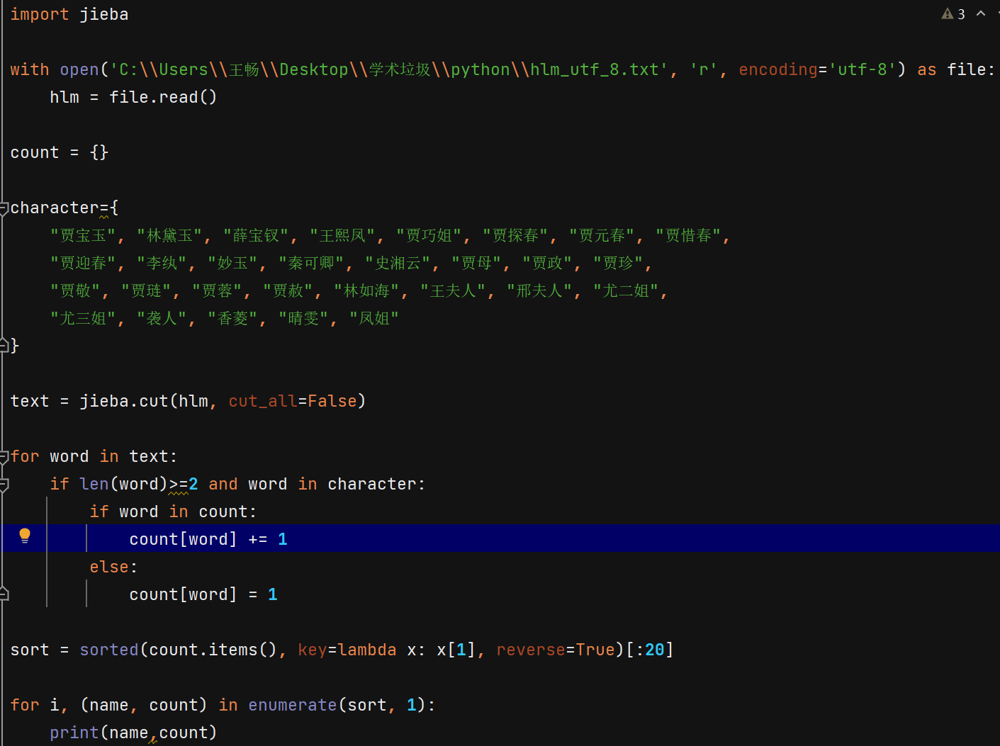 import jieba
3
with open('C:\\Users\\王畅\\Desktop\\学术垃圾\\python\\hlm_utf_8.txt', 'r', encoding='utf-8') as file:
    hlm = file.read()
count = {}
character={
    "贾宝玉", "林黛玉", "薛宝钗", "王熙凤", "贾巧姐", "贾探春", "贾元春", "贾惜春",
    "贾迎春", "李纨", "妙玉", "秦可卿", "史湘云", "贾母", "贾政", "贾珍",
    "贾敬", "贾琏", "贾蓉", "贾赦", "林如海", "王夫人", "邢夫人", "尤二姐",
    "尤三姐", "袭人", "香菱", "晴雯", "凤姐"
}
text = jieba.cut(hlm, cut_all=False)
for word in text:
    if len(word)>=2 and word in character:
        if word in count:
            count[word] += 1
        else:
            count[word] = 1
sort = sorted(count.items(), key=lambda x: x[1], reverse=True)[:20]
for i, (name, count) in enumerate(sort, 1):
    print(name,count)